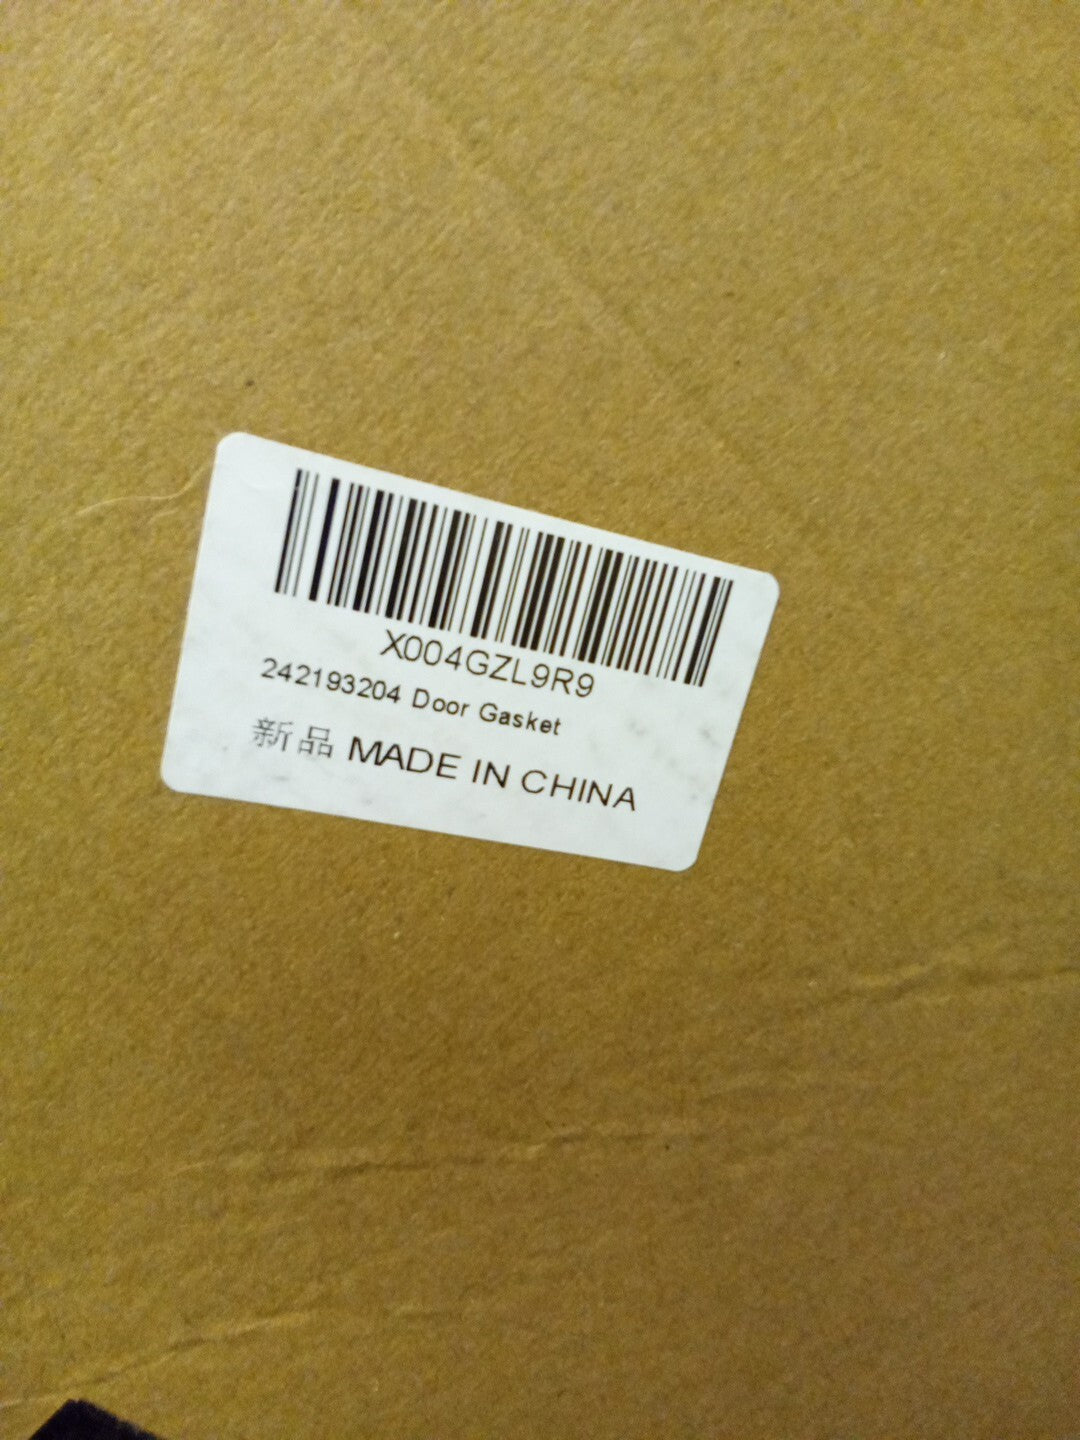 X004GZL9R9
242193204 Door Gasket
新品 MADE IN CHINA